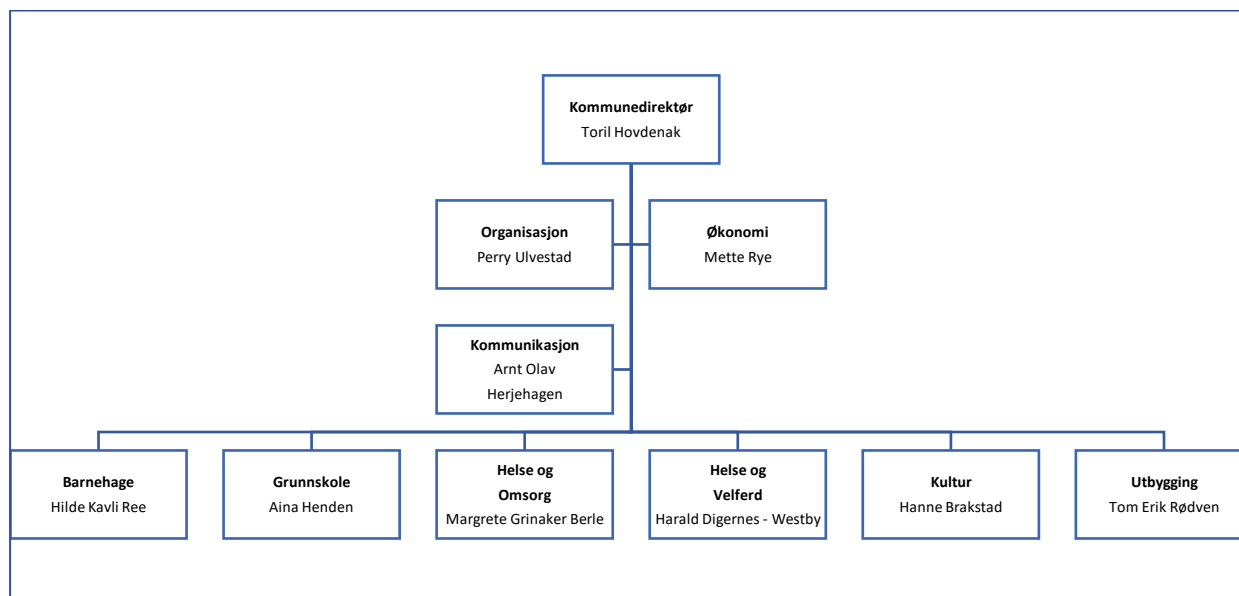 Kommunedirektør
Toril Hovdenak
Organisasjon
Perry Ulvestad
Økonomi
Mette Rye
Kommunikasjon
Arnt Olav
Herjehagen
Barnehage
Hilde Kavli Ree
Grunnskole
Aina Henden
Helse og
Omsorg
Margrete Grinaker Berle
Helse og
Velferd
Harald Digernes - Westby
Kultur
Hanne Brakstad
Utbygging
Tom Erik Rødven